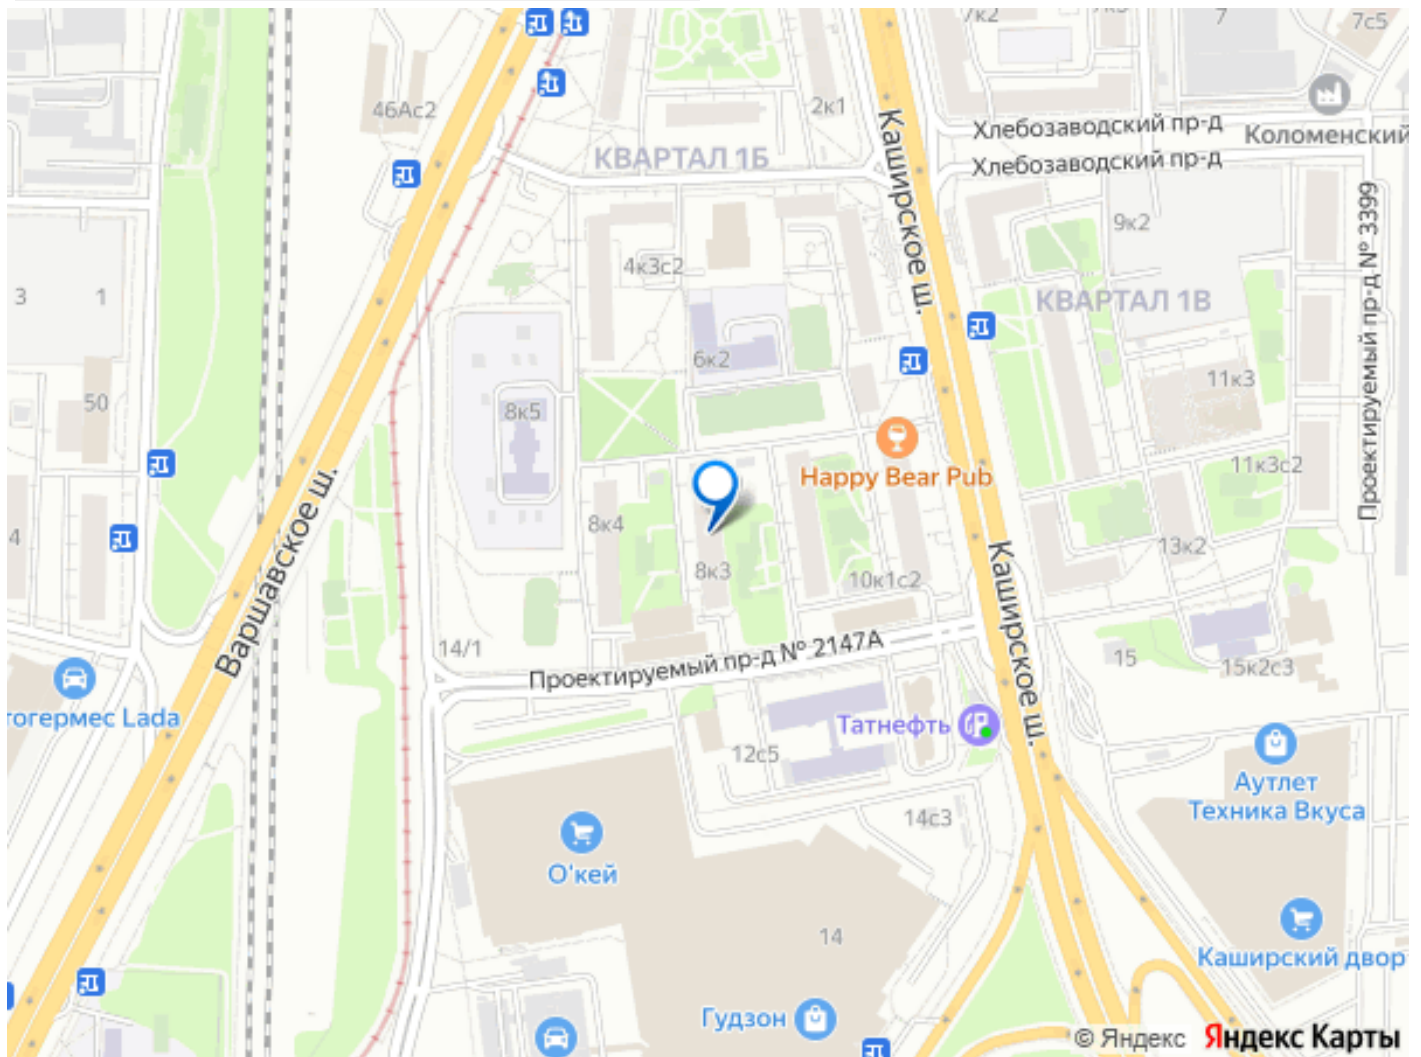 7к2
7
7с5
46Ас2
2к1
Хлебозаводский пр-д
Коломенский
КВАРТАЛ 1Б
Хлебозаводский пр-д
Каширское ш.
Проектируемый пр-д № 3399
9к2
4к3с2
3
1
КВАРТАЛ 1В
6к2
11к3
50
8к5
Happy Bear Pub
11к3с2
Варшавское ш.
8к4
4
13к2
8к3
10к1с2
Каширское ш.
14/1
Проектируемый пр-д № 2147А
15
15к2с3
тогермес Lada
Татнефть
12с5
Аутлет
Техника Вкуса
14с3
О'кей
14
Каширский двор
Гудзон
© Яндекс Яндекс Карты